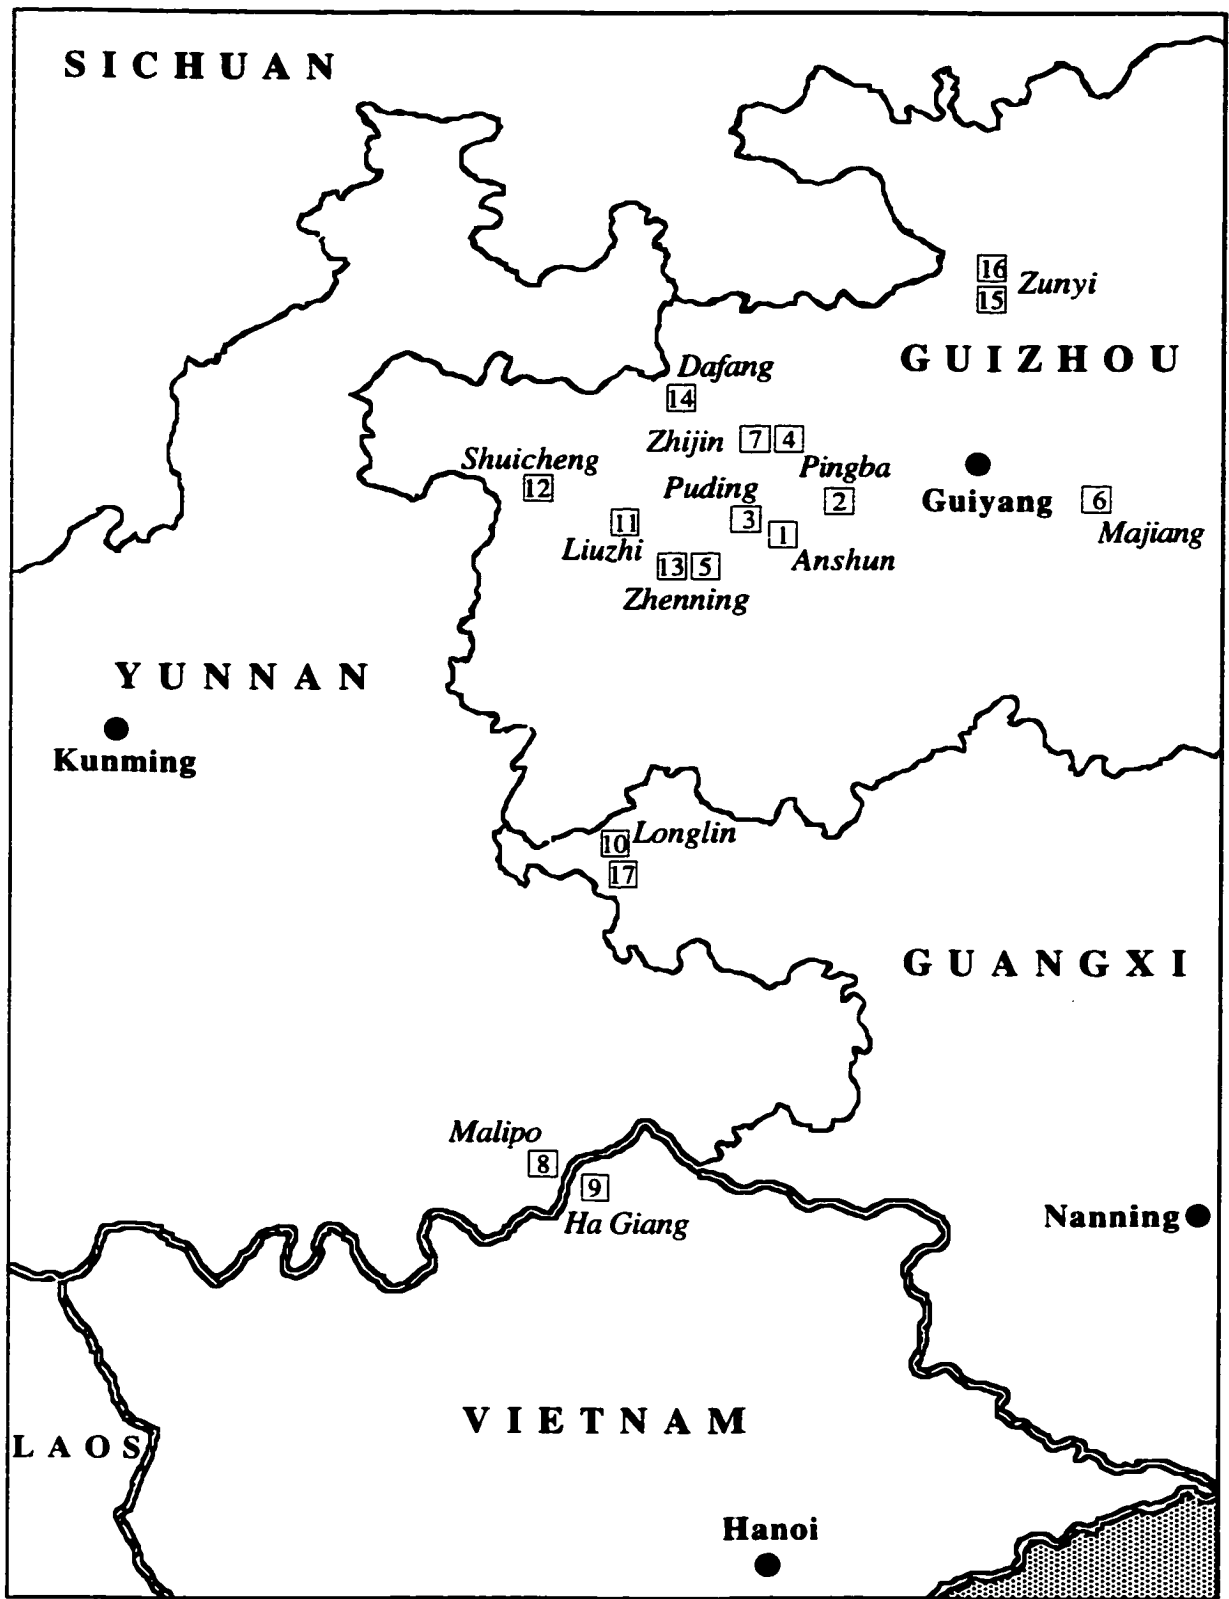 SICHUAN
16
Zunyi
15
GUIZHOU
Dafang
14
Zhijin 7 4
Shuicheng
Pingba
12
Puding
2
Guiyang
6
Majiang
3
11
1
Liuzhi
Anshun
13 5
Zhenning
YUNNAN
Kunming
Longlin
10
17
GUANGXI
Malipo
8
9
Ha Giang
Nanning
VIETNAM
LAOS
Hanoi